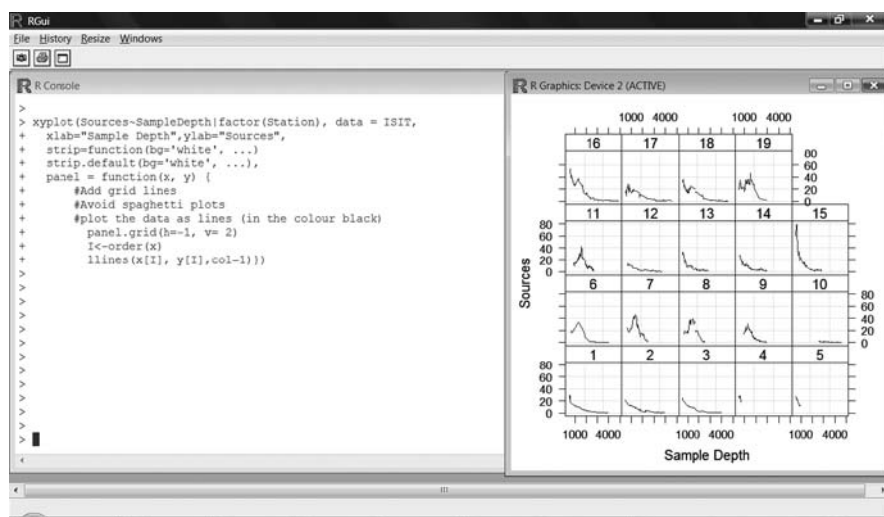 RGui
File History Resize Windows
R Console
>
> xyplot(Sources~SampleDepth|factor(Station), data = ISIT,
+ xlab="Sample Depth",ylab="Sources",
+ strip=function(bg='white', ...)
+ strip.default(bg='white', ...),
+ panel = function(x, y) {
+ #Add grid lines
+ #Avoid spaghetti plots
+ #plot the data as lines (in the colour black)
+ panel.grid(h=-1, v= 2)
+ I<-order(x)
+ llines(x[I], y[I],col=1)})
>
>
>
>
>
>
>
>
>
>
>
>
>
R Graphics: Device 2 (ACTIVE)
1000 4000 1000 4000
16 17 18 19
80
60
40
20
0
11 12 13 14 15
80
60
40
20
0
6 7 8 9 10
80
60
40
20
0
1 2 3 4 5
80
60
40
20
0
1000 4000 1000 4000 1000 4000
Sources
Sample Depth